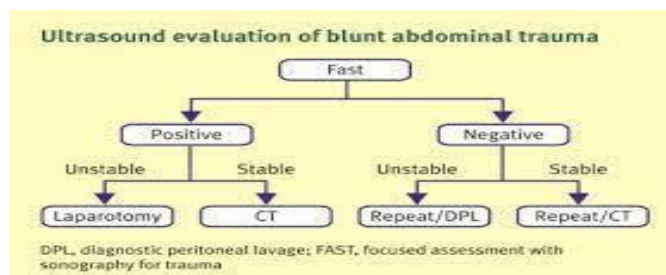 Ultrasound evaluation of blunt abdominal trauma
Fast
Positive Negative
Unstable Stable Unstable Stable
Laparotomy CT Repeat/DPL Repeat/CT
DPL, diagnostic peritoneal lavage; FAST, focused assessment with
sonography for trauma